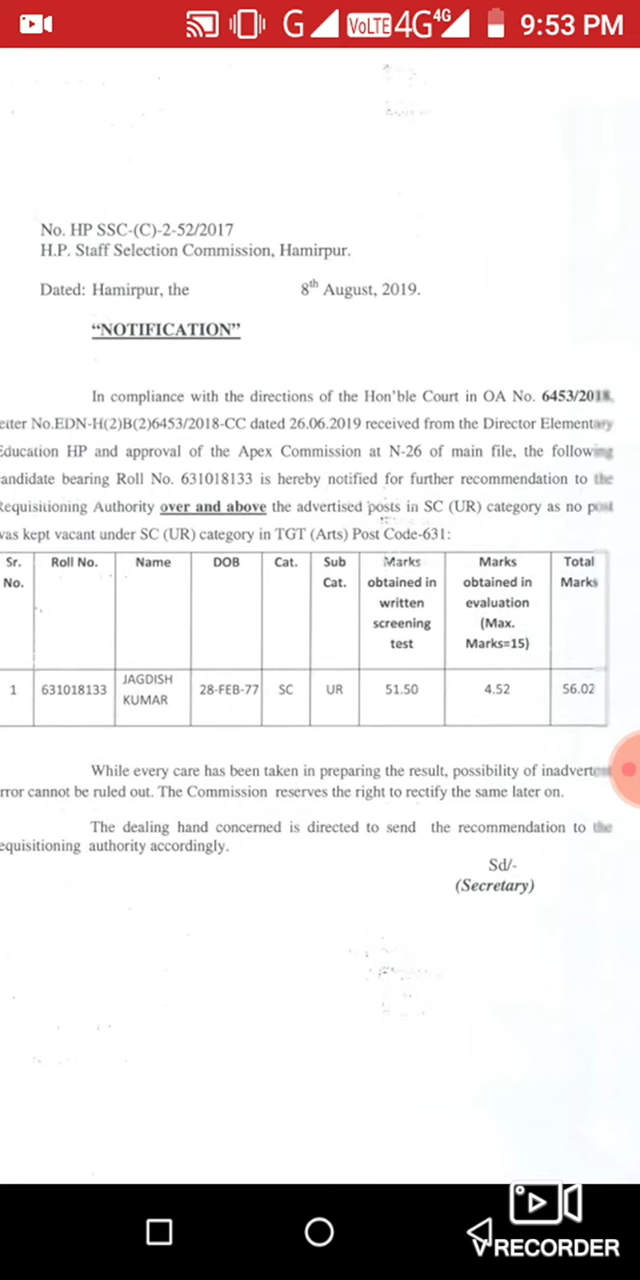 G VoLTE 4G 4G 9:53 PM
No. HP SSC-(C)-2-52/2017
H.P. Staff Selection Commission, Hamirpur.
Dated: Hamirpur, the 8th August, 2019.
“NOTIFICATION”
In compliance with the directions of the Hon'ble Court in OA No. 6453/2018,
etter No.EDN-H(2)B(2)6453/2018-CC dated 26.06.2019 received from the Director Elementary
Education HP and approval of the Apex Commission at N-26 of main file, the following
andidate bearing Roll No. 631018133 is hereby notified for further recommendation to the
Requisitioning Authority over and above the advertised posts in SC (UR) category as no post
was kept vacant under SC (UR) category in TGT (Arts) Post Code-631:
Sr. No. Roll No. Name DOB Cat. Sub Cat. Marks obtained in written screening test Marks obtained in evaluation (Max. Marks=15) Total Marks
1 631018133 JAGDISH KUMAR 28-FEB-77 SC UR 51.50 4.52 56.02
While every care has been taken in preparing the result, possibility of inadvertent
rror cannot be ruled out. The Commission reserves the right to rectify the same later on.
The dealing hand concerned is directed to send the recommendation to the
equisitioning authority accordingly.
Sd/-
(Secretary)
V RECORDER